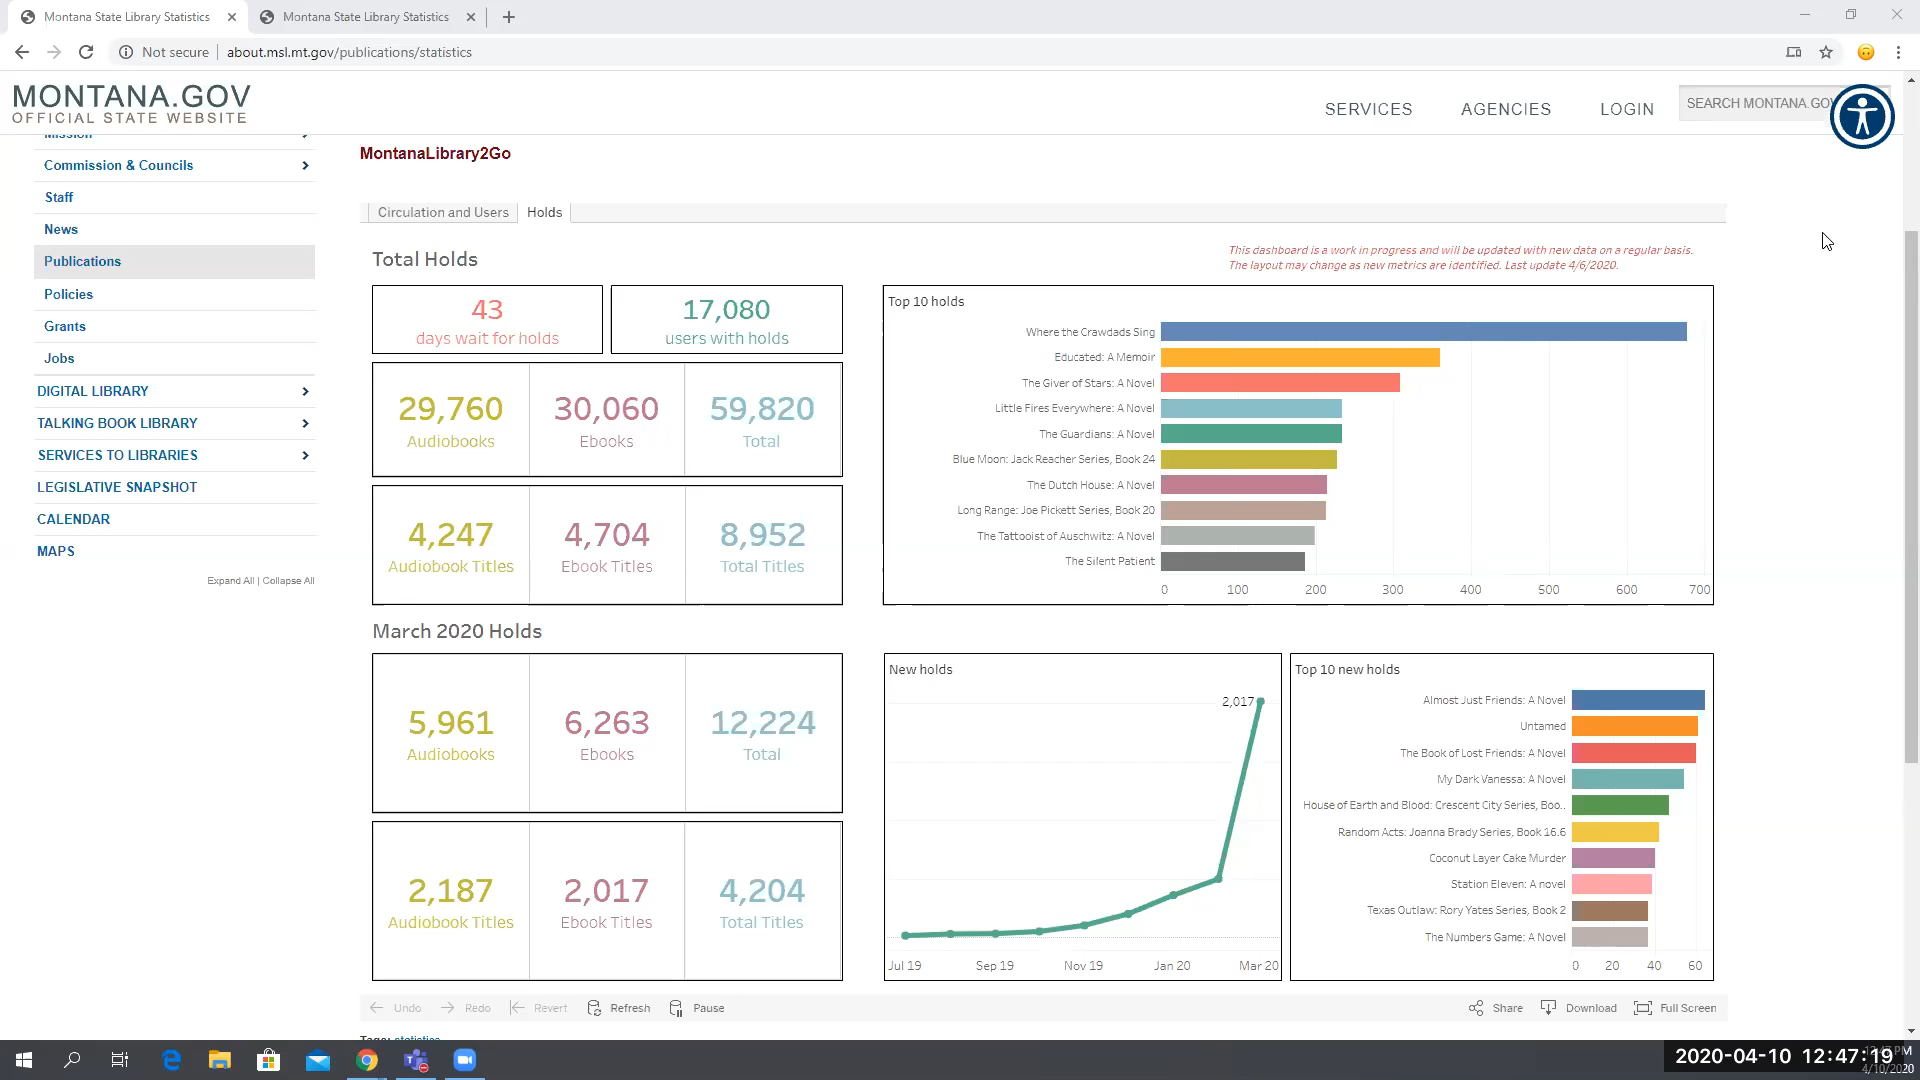 Montana State Library Statistics
Montana State Library Statistics
Not secure
about.msl.mt.gov/publications/statistics
MONTANA.GOV
OFFICIAL STATE WEBSITE
SERVICES
AGENCIES
LOGIN
SEARCH MONTANA.GOV
Mission
Commission & Councils
Staff
News
Publications
Policies
Grants
Jobs
DIGITAL LIBRARY
TALKING BOOK LIBRARY
SERVICES TO LIBRARIES
LEGISLATIVE SNAPSHOT
CALENDAR
MAPS
Expand All | Collapse All
MontanaLibrary2Go
Circulation and Users
Holds
Total Holds
This dashboard is a work in progress and will be updated with new data on a regular basis.
The layout may change as new metrics are identified. Last update 4/6/2020.
43
days wait for holds
17,080
users with holds
29,760
Audiobooks
30,060
Ebooks
59,820
Total
4,247
Audiobook Titles
4,704
Ebook Titles
8,952
Total Titles
Top 10 holds
Where the Crawdads Sing
Educated: A Memoir
The Giver of Stars: A Novel
Little Fires Everywhere: A Novel
The Guardians: A Novel
Blue Moon: Jack Reacher Series, Book 24
The Dutch House: A Novel
Long Range: Joe Pickett Series, Book 20
The Tattooist of Auschwitz: A Novel
The Silent Patient
0 100 200 300 400 500 600 700
March 2020 Holds
5,961
Audiobooks
6,263
Ebooks
12,224
Total
2,187
Audiobook Titles
2,017
Ebook Titles
4,204
Total Titles
New holds
2,017
Jul 19 Sep 19 Nov 19 Jan 20 Mar 20
Top 10 new holds
Almost Just Friends: A Novel
Untamed
The Book of Lost Friends: A Novel
My Dark Vanessa: A Novel
House of Earth and Blood: Crescent City Series, Boo..
Random Acts: Joanna Brady Series, Book 16.6
Coconut Layer Cake Murder
Station Eleven: A novel
Texas Outlaw: Rory Yates Series, Book 2
The Numbers Game: A Novel
0 20 40 60
Undo
Redo
Revert
Refresh
Pause
Share
Download
Full Screen
Tags: statistics
2020-04-10 12:47:19
4/10/2020